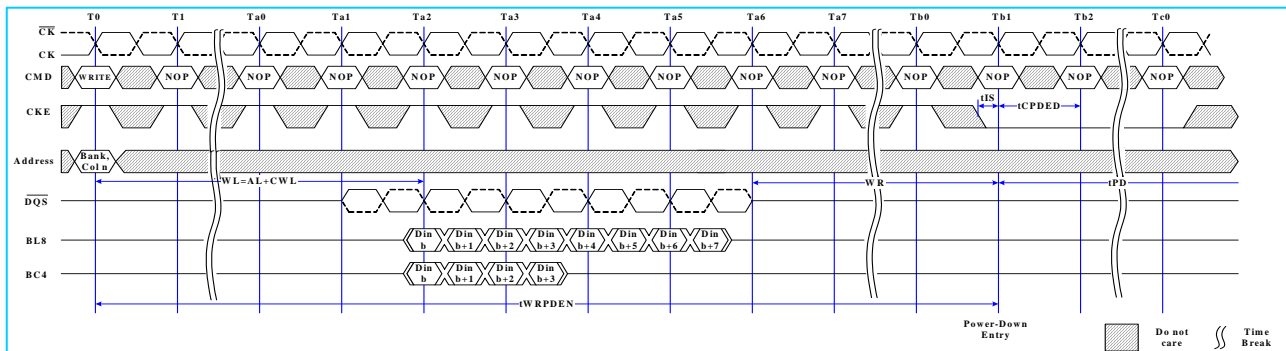 T0 T1 Ta0 Ta1 Ta2 Ta3 Ta4 Ta5 Ta6 Ta7 Tb0 Tb1 Tb2 Tc0
CK
CK
CMD WRITE NOP NOP NOP NOP NOP NOP NOP NOP NOP NOP NOP NOP NOP
tIS
CKE tCPDED
Address Bank, Col n
WL=AL+CWL WR tPD
DQS
BL8 Din b Din b+1 Din b+2 Din b+3 Din b+4 Din b+5 Din b+6 Din b+7
BC4 Din b Din b+1 Din b+2 Din b+3
tWRPDEN
Power-Down
Entry
Do not
care
Time
Break